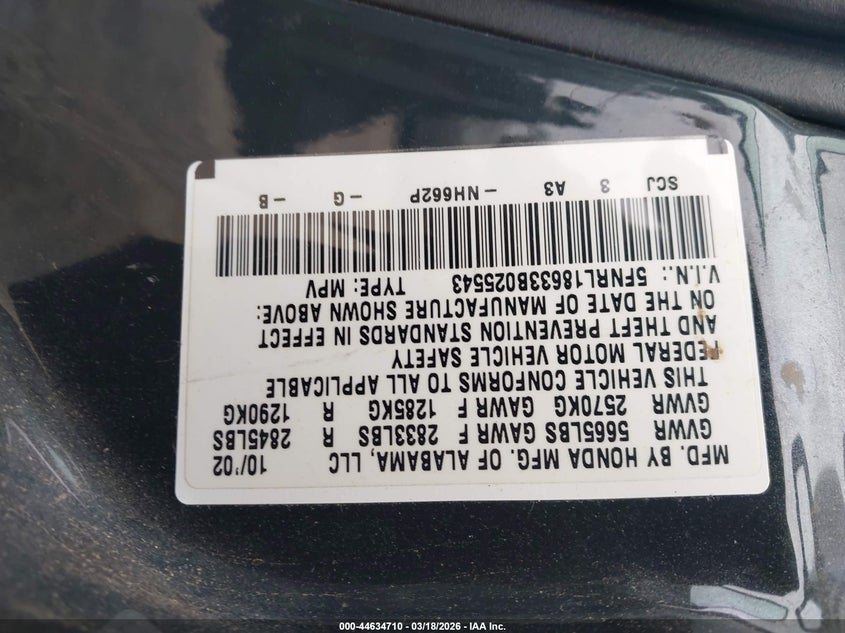 MFD. BY HONDA MFG. OF ALABAMA, LLC 10/'02
GVWR 5665LBS GAWR F 2833LBS R 2845LBS
GVWR 2570KG GAWR F 1285KG R 1290KG
THIS VEHICLE CONFORMS TO ALL APPLICABLE
FEDERAL MOTOR VEHICLE SAFETY
AND THEFT PREVENTION STANDARDS IN EFFECT
ON THE DATE OF MANUFACTURE SHOWN ABOVE:
V.I.N.: 5FNRL18633B025543 TYPE: MPV
SCJ 3 A3 -NH662P -G -B
000-44634710 - 03/18/2026 - IAA Inc.